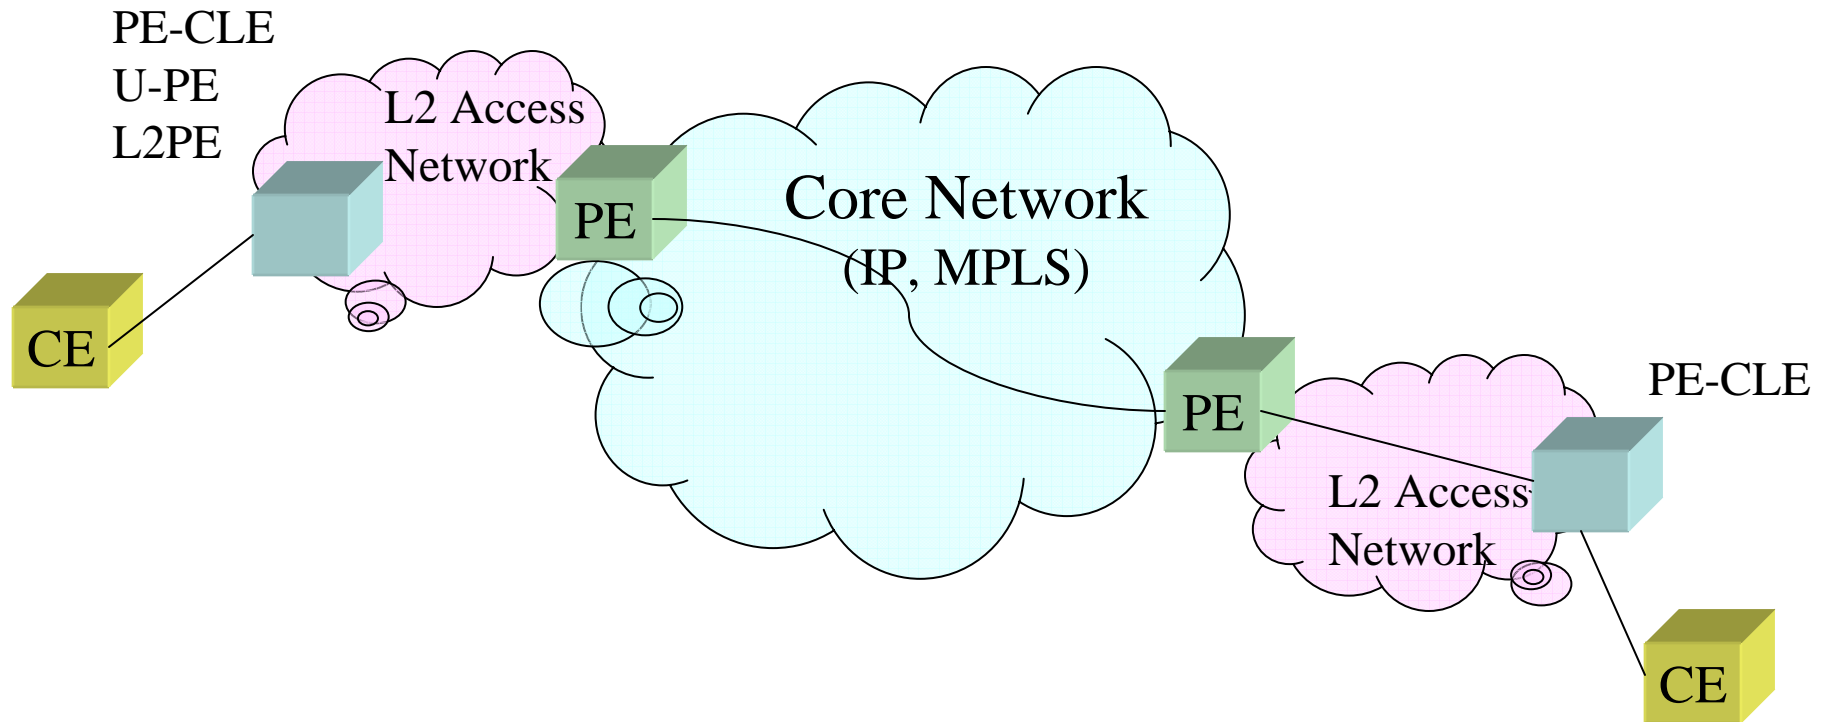 PE-CLE
U-PE
L2PE
L2 Access
Network
PE
Core Network
(IP, MPLS)
CE
PE
PE-CLE
L2 Access
Network
CE